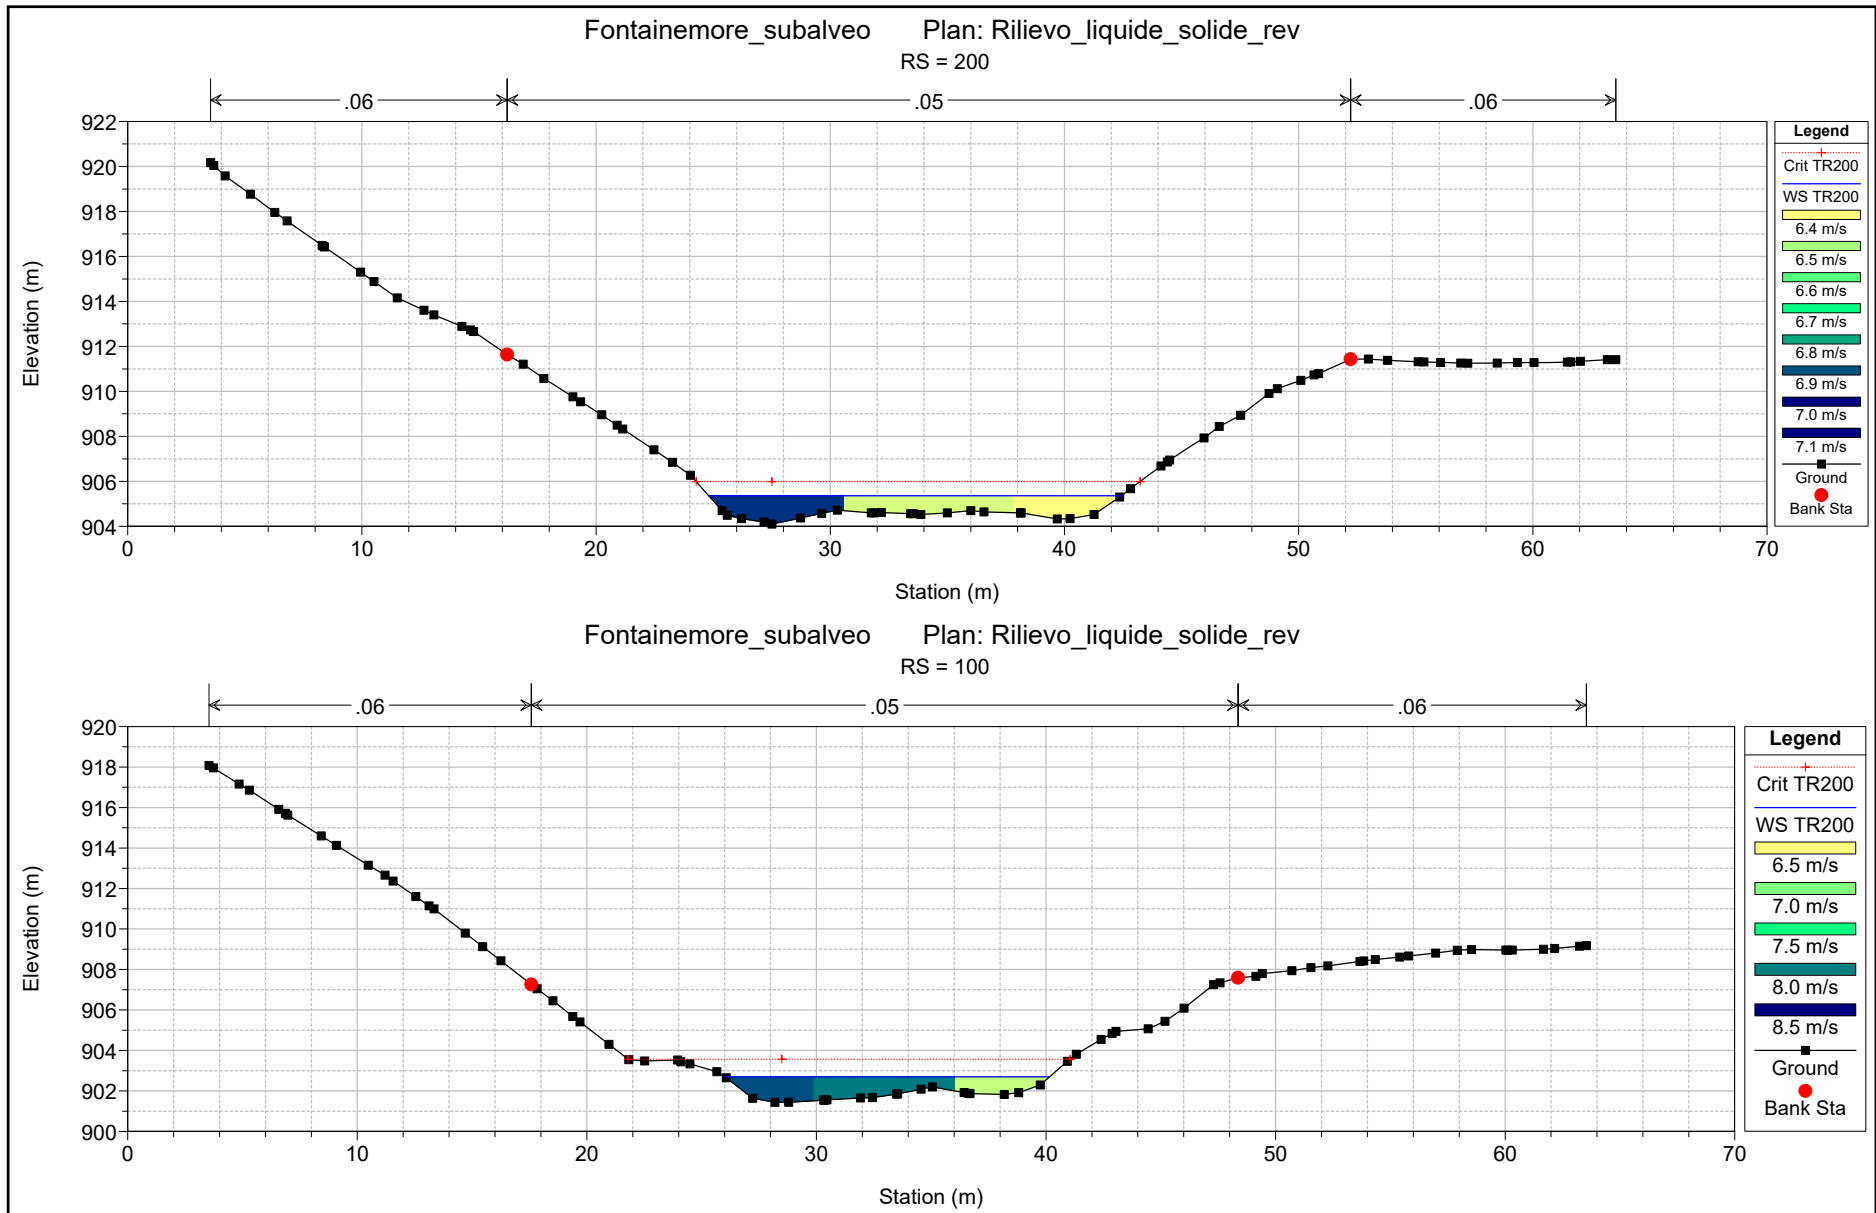 Fontainemore_subalveo Plan: Rilievo_liquide_solide_rev
RS = 200
.06 .05 .06
922
920
918
916
914
912
910
908
906
904
Elevation (m)
0 10 20 30 40 50 60 70
Station (m)
Legend
Crit TR200
WS TR200
6.4 m/s
6.5 m/s
6.6 m/s
6.7 m/s
6.8 m/s
6.9 m/s
7.0 m/s
7.1 m/s
Ground
Bank Sta
Fontainemore_subalveo Plan: Rilievo_liquide_solide_rev
RS = 100
.06 .05 .06
920
918
916
914
912
910
908
906
904
902
900
Elevation (m)
0 10 20 30 40 50 60 70
Station (m)
Legend
Crit TR200
WS TR200
6.5 m/s
7.0 m/s
7.5 m/s
8.0 m/s
8.5 m/s
Ground
Bank Sta